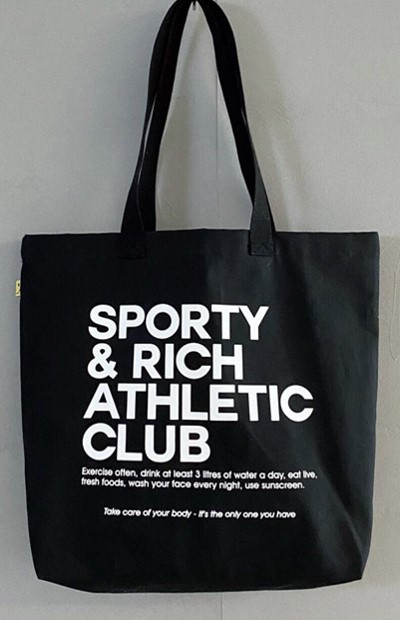 SPORTY
& RICH
ATHLETIC
CLUB
Exercise often, drink at least 3 litres of water a day, eat live,
fresh foods, wash your face every night, use sunscreen.
Take care of your body - It's the only one you have